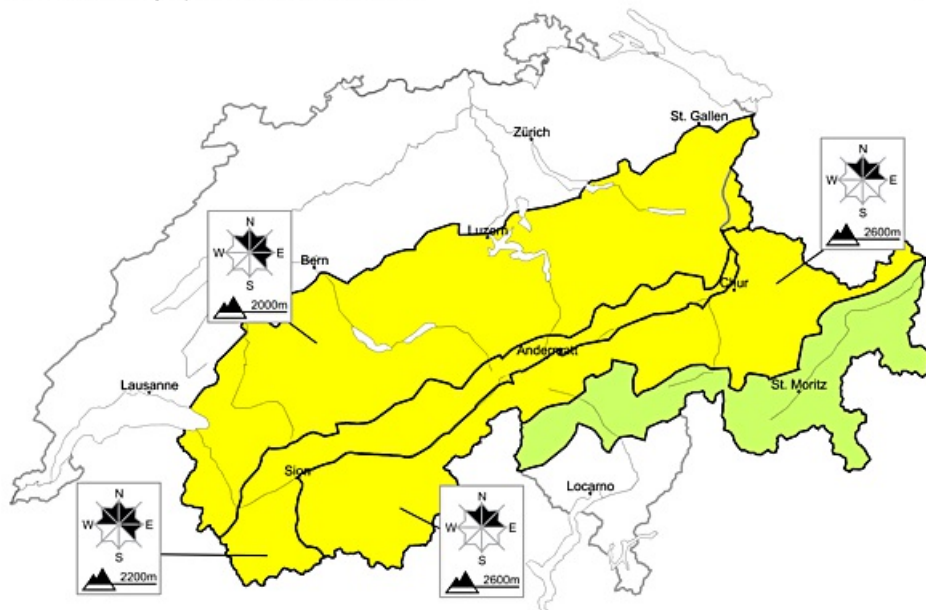 St. Gallen
Zürich
N
W E
S
2600m
N
W E
S
2000m
Luzern
Bern
Chur
Andermatt
Lausanne
St. Moritz
Sion
Locarno
N
W E
S
2200m
N
W E
S
2600m